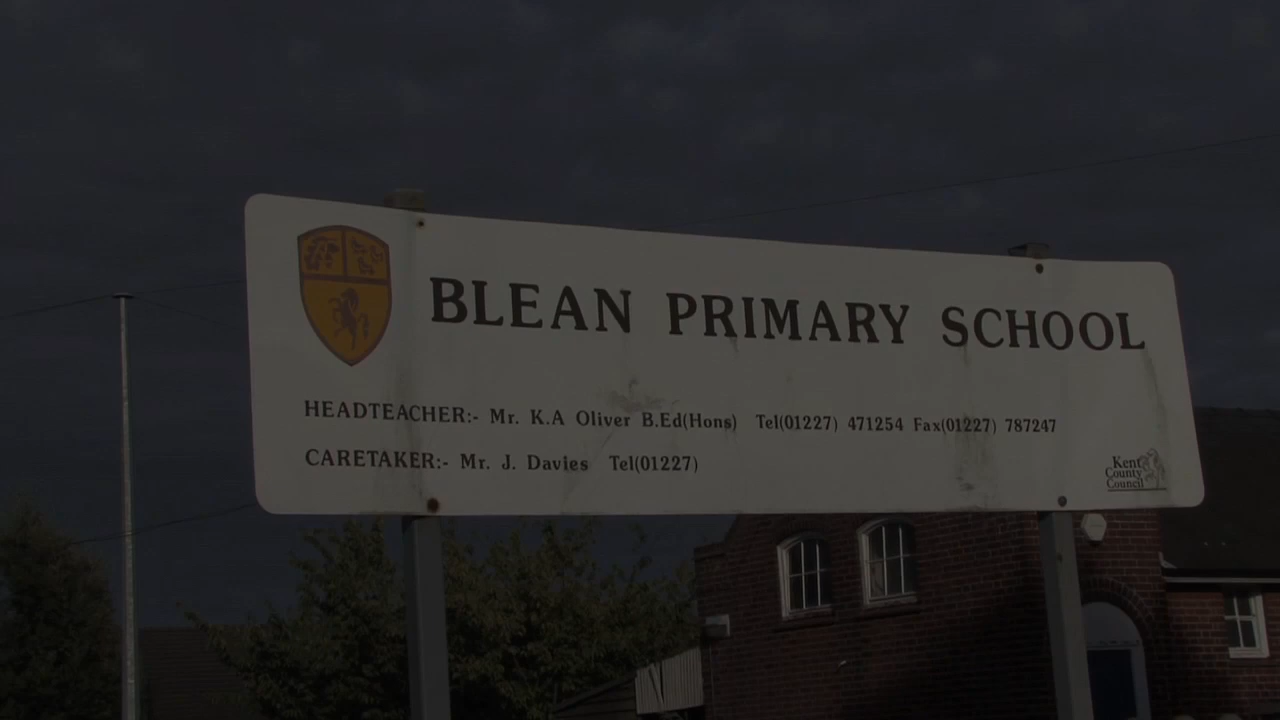 BLEAN PRIMARY SCHOOL
HEADTEACHER:- Mr. K.A Oliver B.Ed(Hons) Tel(01227) 471254 Fax(01227) 787247
CARETAKER:- Mr. J. Davies Tel(01227)
Kent
County
Council